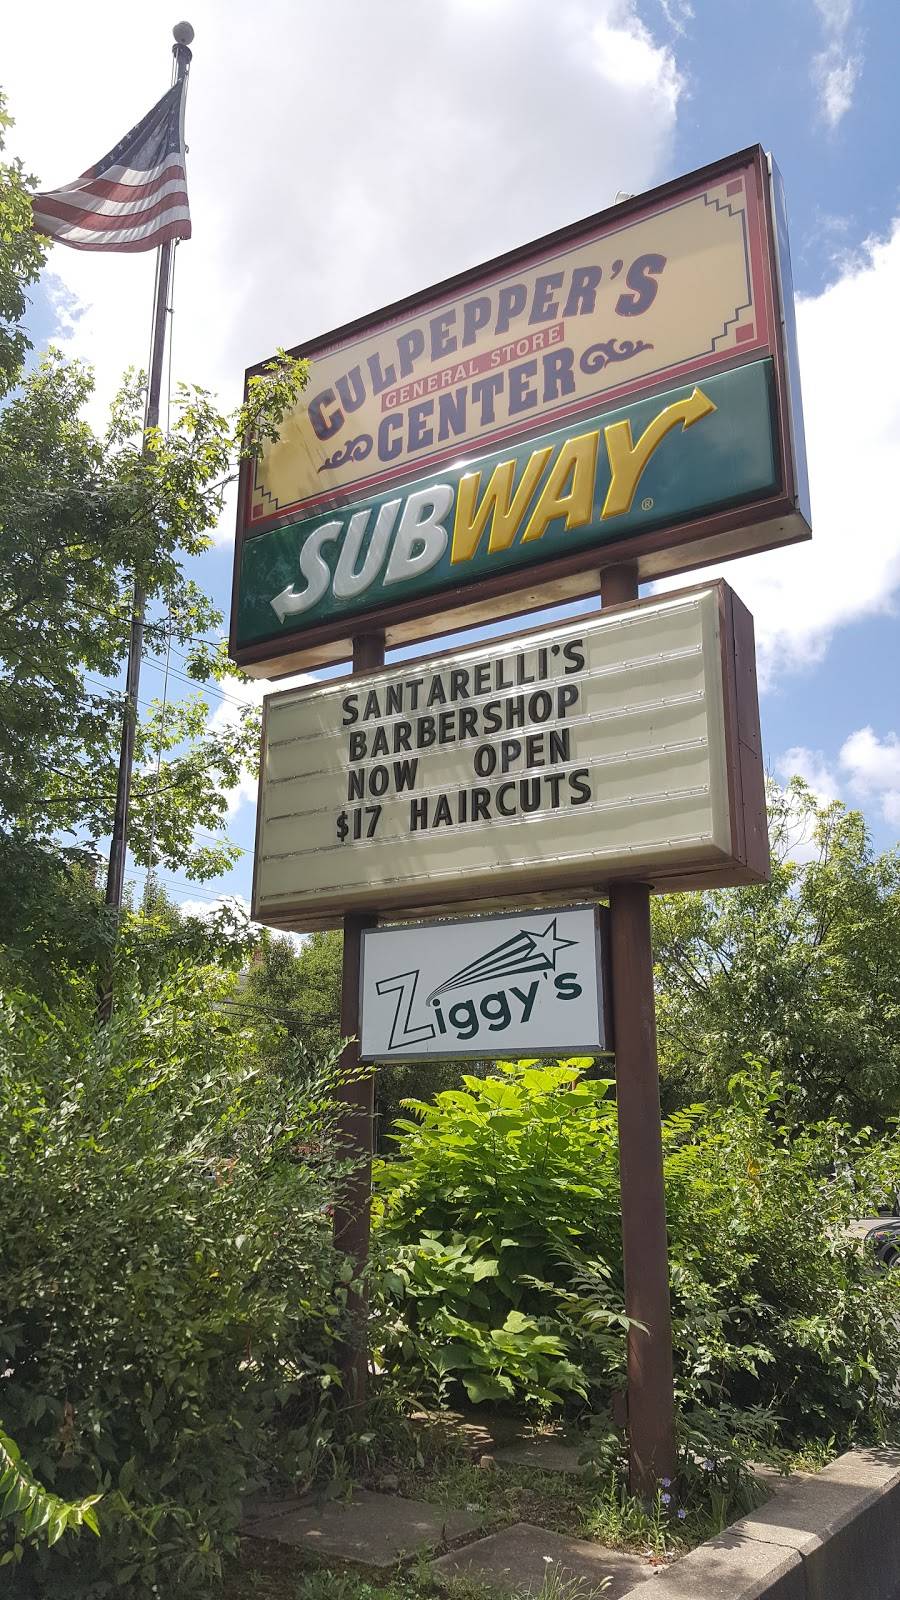 CULPEPPER'S
GENERAL STORE
CENTER
SUBWAY®
SANTARELLI'S
BARBERSHOP
NOW OPEN
$17 HAIRCUTS
Ziggy's